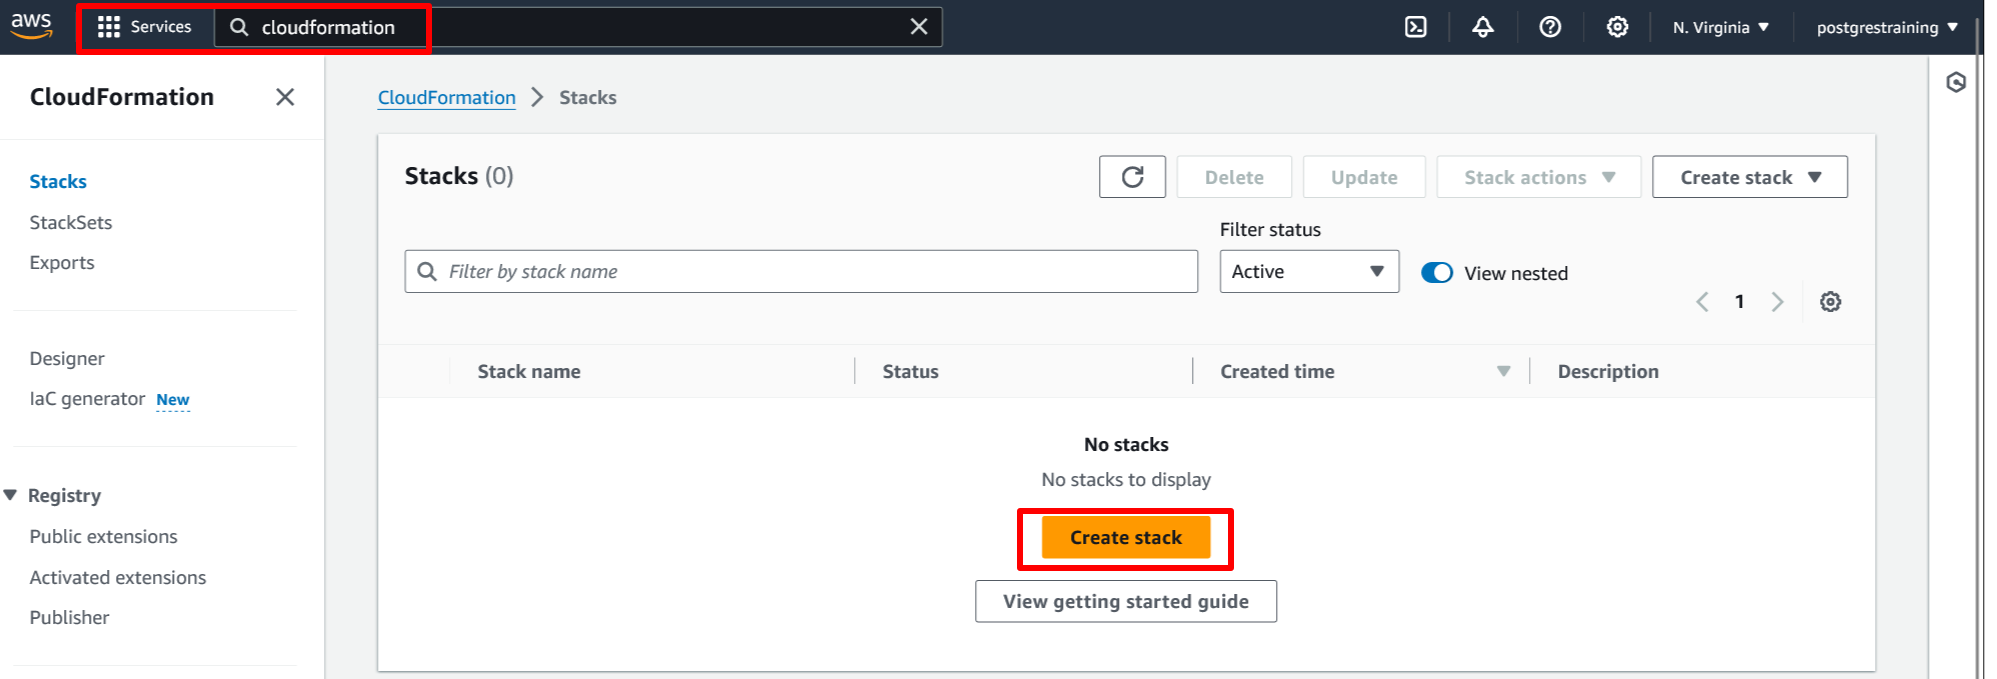 aws Services cloudformation N. Virginia postgrestraining
CloudFormation
Stacks
StackSets
Exports
Designer
IaC generator New
Registry
Public extensions
Activated extensions
Publisher
CloudFormation Stacks
Stacks (0) Delete Update Stack actions Create stack
Filter status
Filter by stack name Active View nested
1
Stack name Status Created time Description
No stacks
No stacks to display
Create stack
View getting started guide